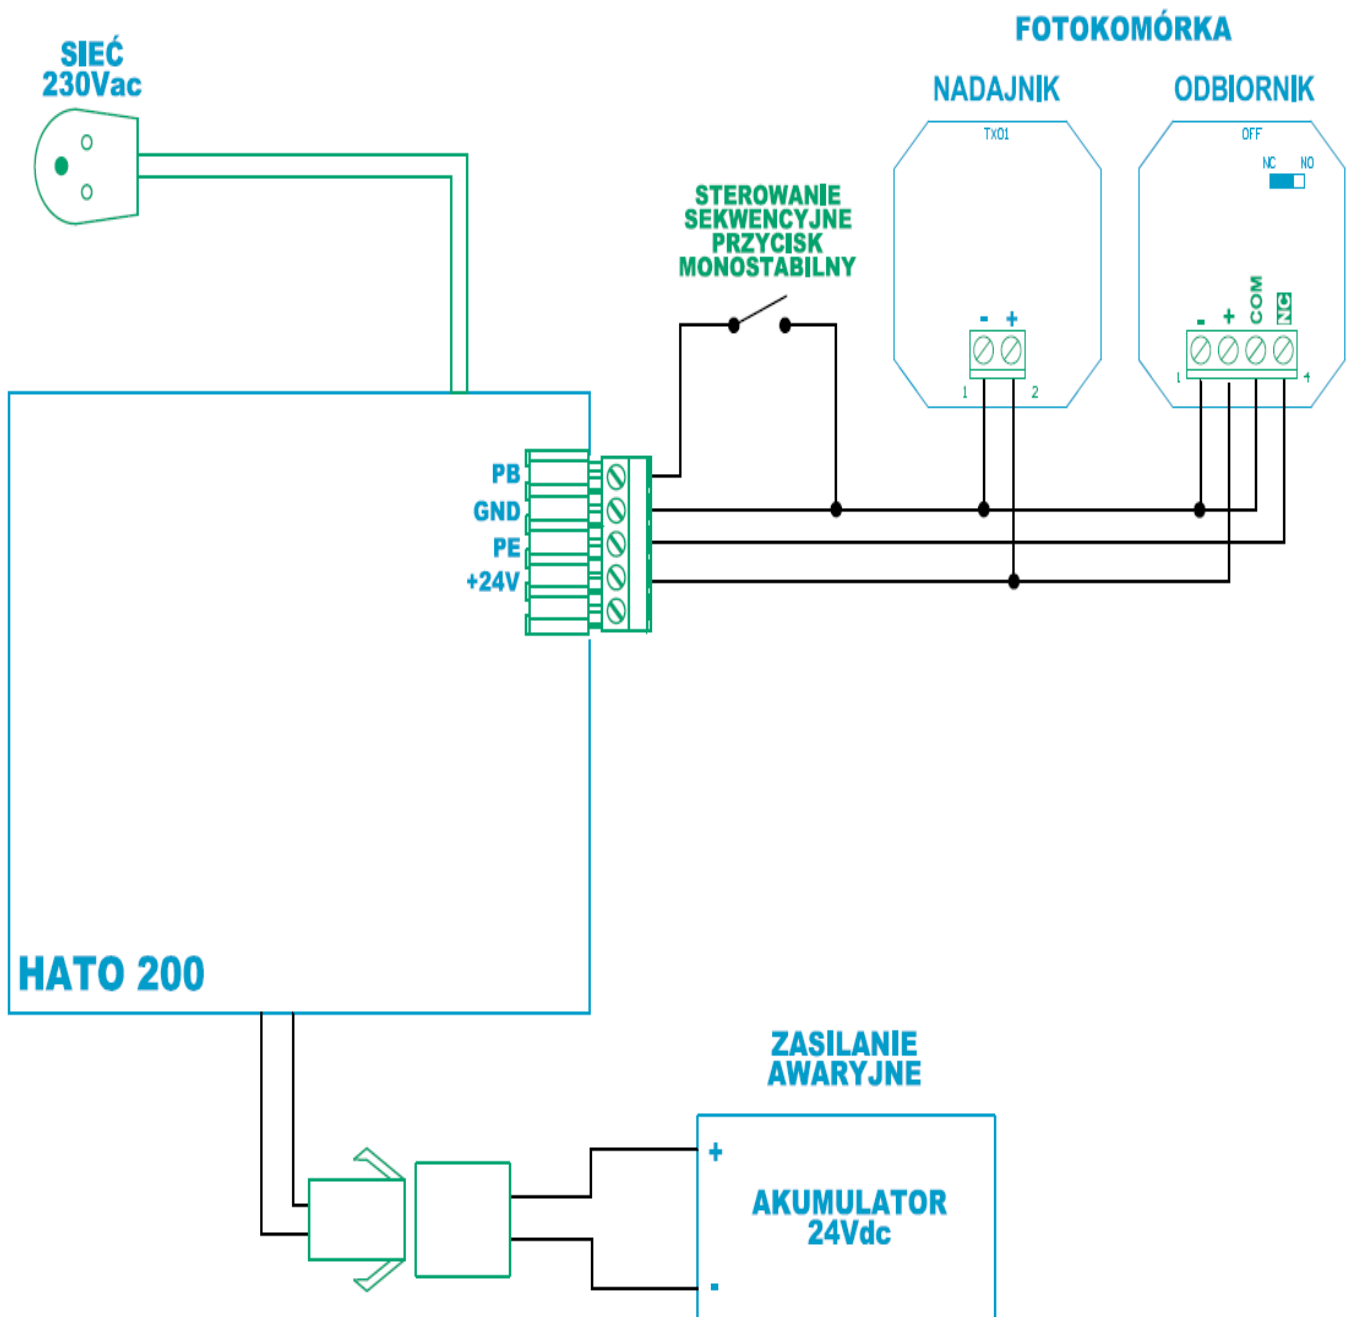 SIEĆ
230Vac
FOTOKOMÓRKA
NADAJNIK
ODBIORNIK
TX01
OFF
NC NO
STEROWANIE
SEKWENCYJNE
PRZYCISK
MONOSTABILNY
- +
1 2
- + COM NC
1 4
PB
GND
PE
+24V
HATO 200
ZASILANIE
AWARYJNE
+
AKUMULATOR
24Vdc
-